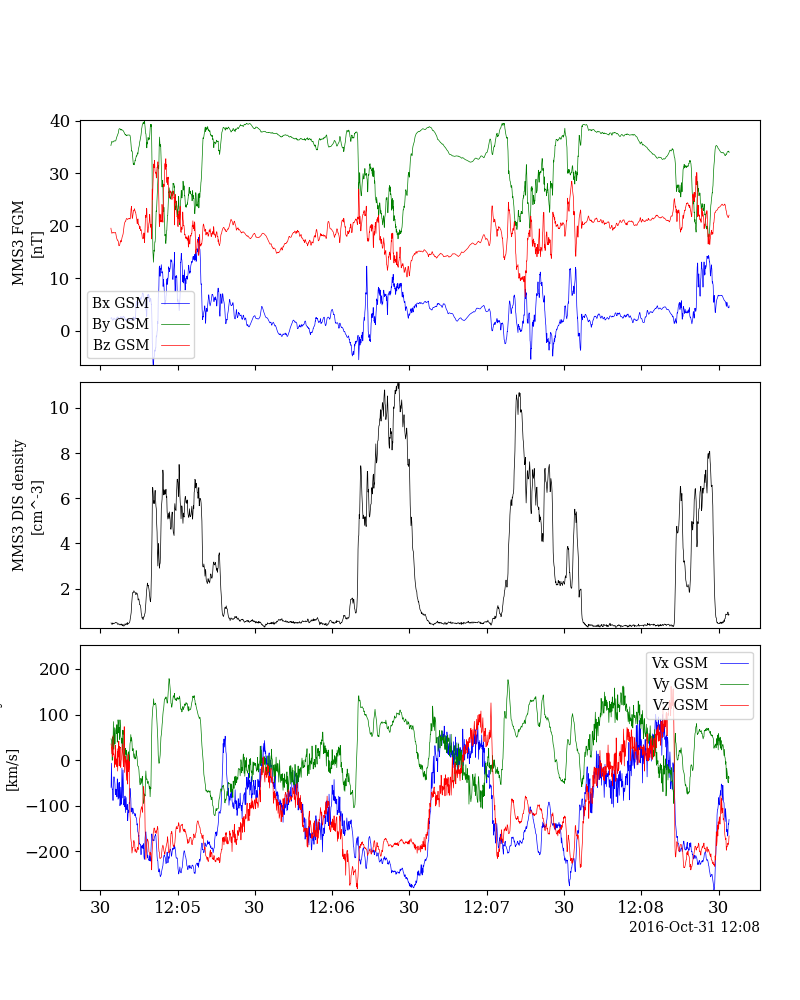 40
30
20
10
0
MMS3 FGM
[nT]
Bx GSM
By GSM
Bz GSM
10
8
6
4
2
MMS3 DIS density
[cm^-3]
200
100
0
−100
−200
[km/s]
Vx GSM
Vy GSM
Vz GSM
30 12:05 30 12:06 30 12:07 30 12:08 30
2016-Oct-31 12:08